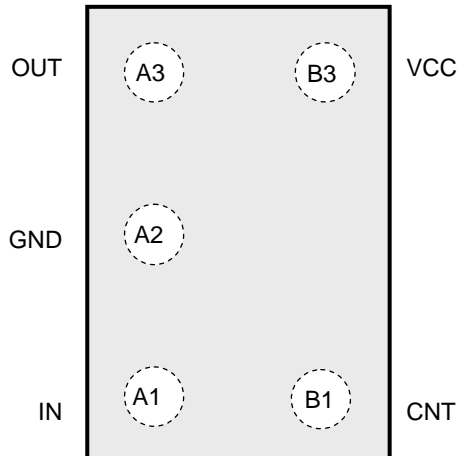 OUT A3 B3 VCC
GND A2
IN A1 B1 CNT